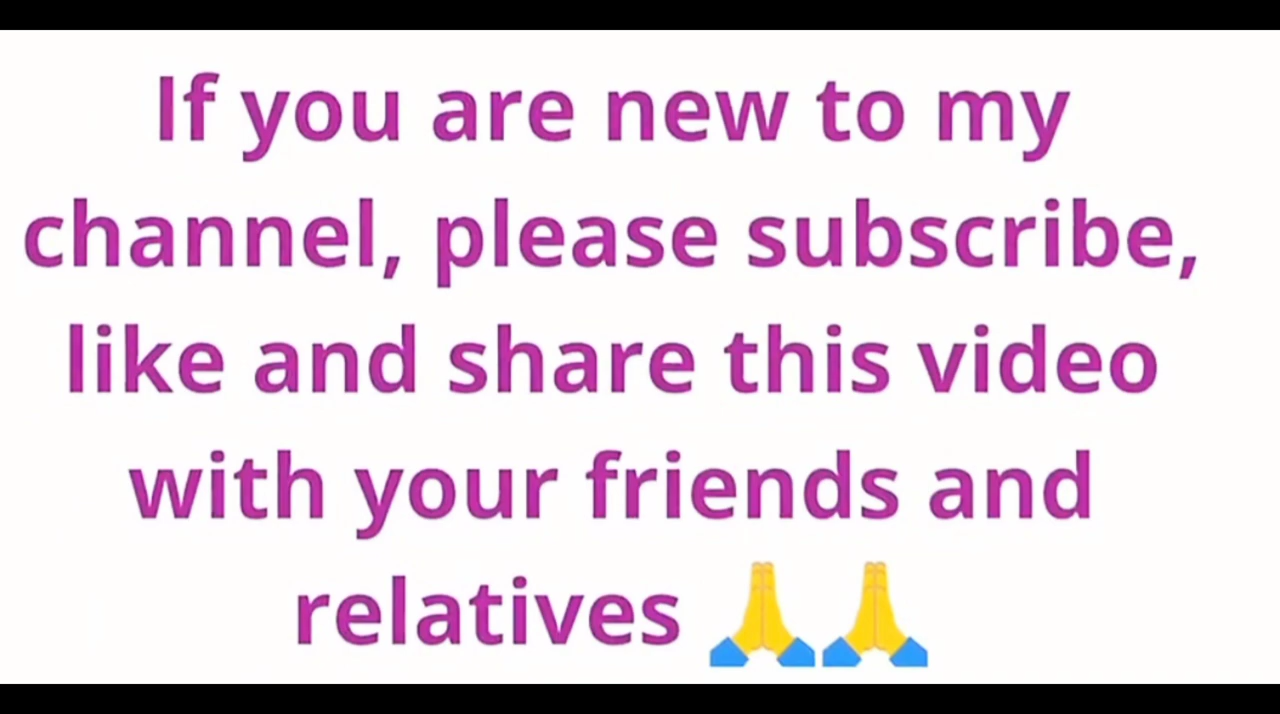 If you are new to my
channel, please subscribe,
like and share this video
with your friends and
relatives 🙏🙏